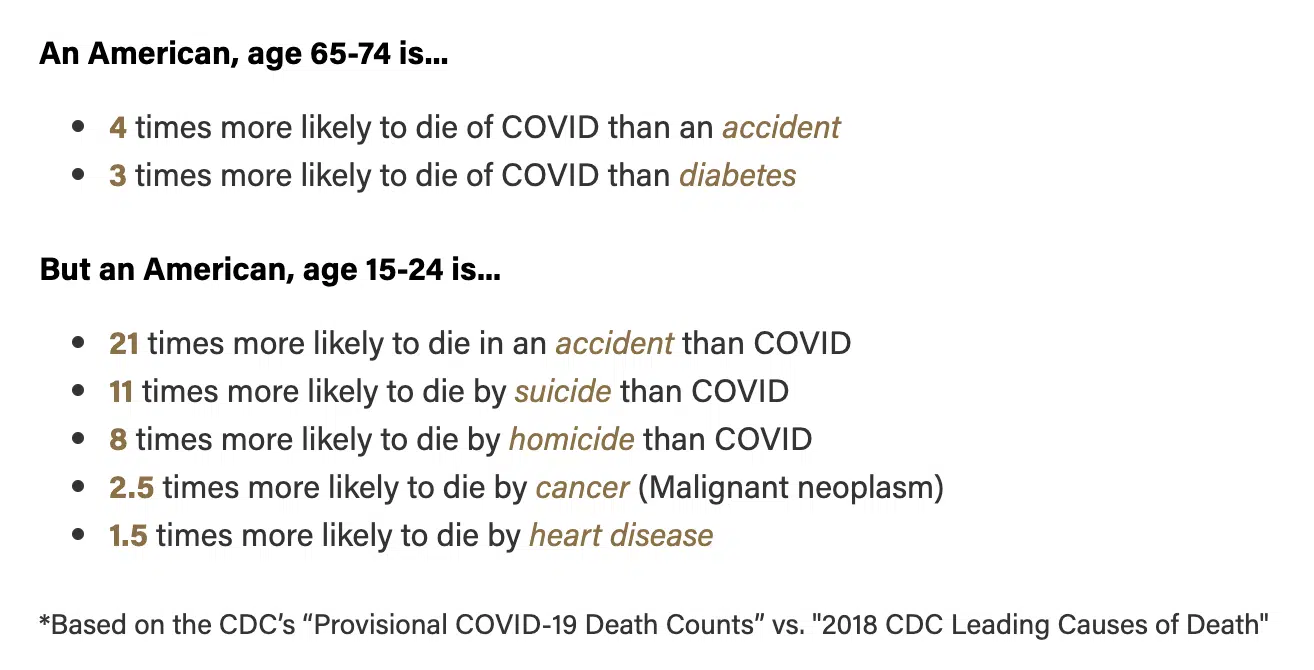 An American, age 65-74 is...
• 4 times more likely to die of COVID than an accident
• 3 times more likely to die of COVID than diabetes
But an American, age 15-24 is...
• 21 times more likely to die in an accident than COVID
• 11 times more likely to die by suicide than COVID
• 8 times more likely to die by homicide than COVID
• 2.5 times more likely to die by cancer (Malignant neoplasm)
• 1.5 times more likely to die by heart disease
*Based on the CDC’s “Provisional COVID-19 Death Counts” vs. "2018 CDC Leading Causes of Death"